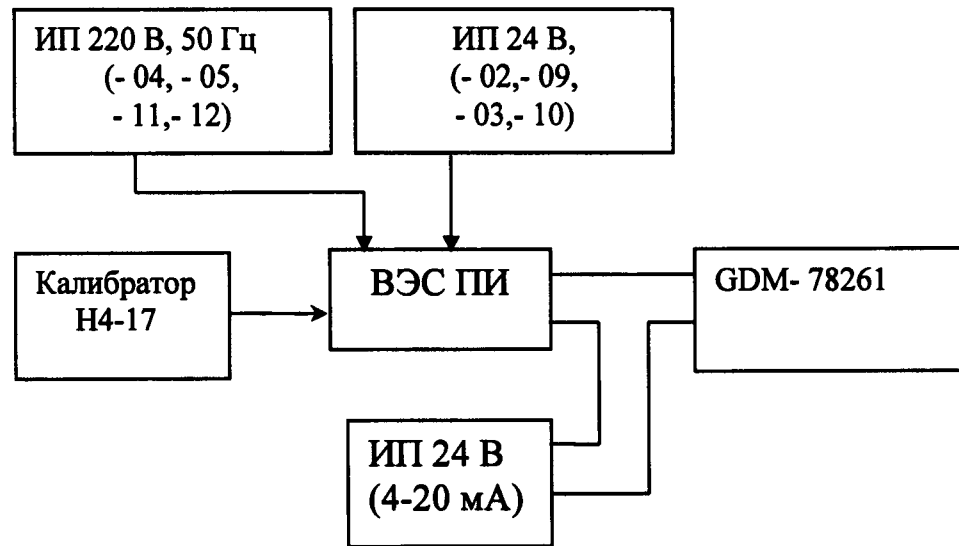 ИП 220 В, 50 Гц
(- 04, - 05,
- 11,- 12)
ИП 24 В,
(- 02,- 09,
- 03,- 10)
Калибратор
Н4-17
ВЭС ПИ
GDM- 78261
ИП 24 В
(4-20 мА)